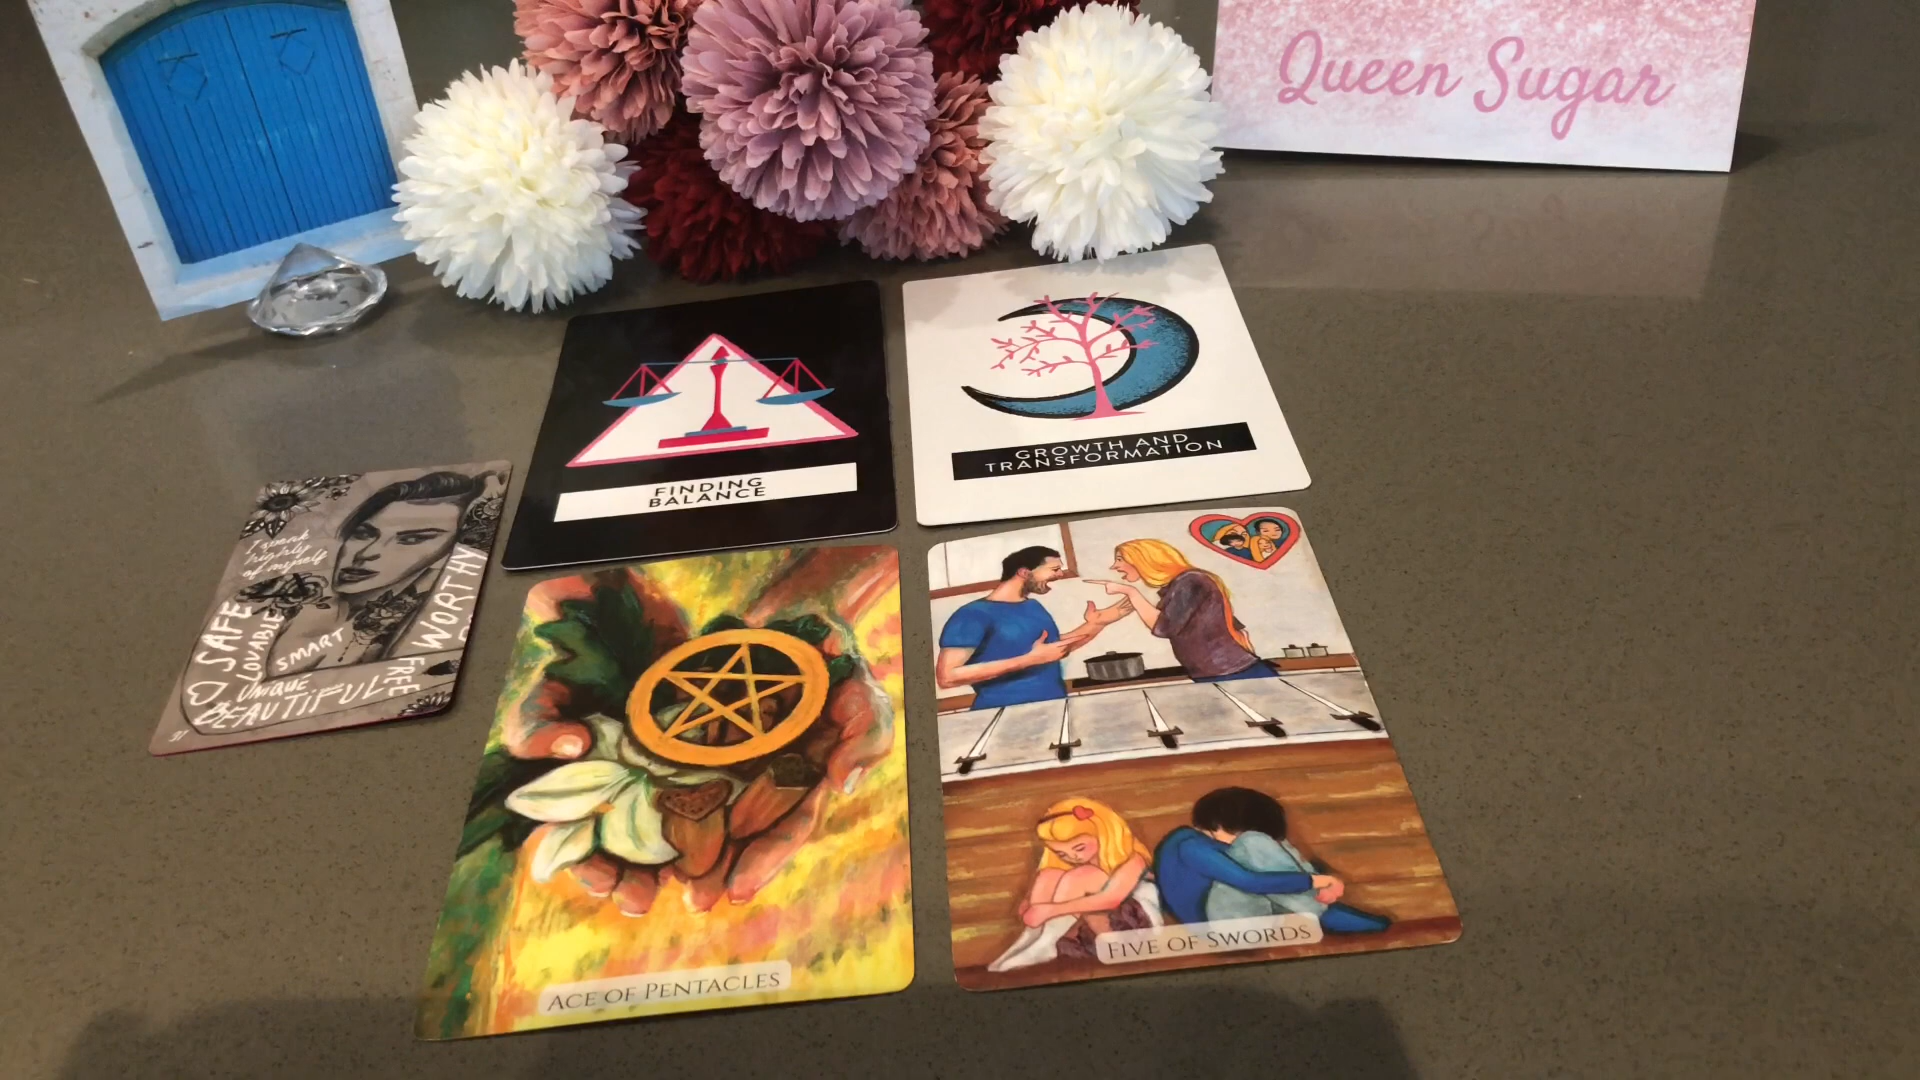 Queen Sugar
FINDING
BALANCE
GROWTH AND
TRANSFORMATION
I speak
highly
of myself
SAFE
LOVABLE
SMART
UNIQUE
BEAUTIFUL
FREE
WORTHY
ACE OF PENTACLES
FIVE OF SWORDS